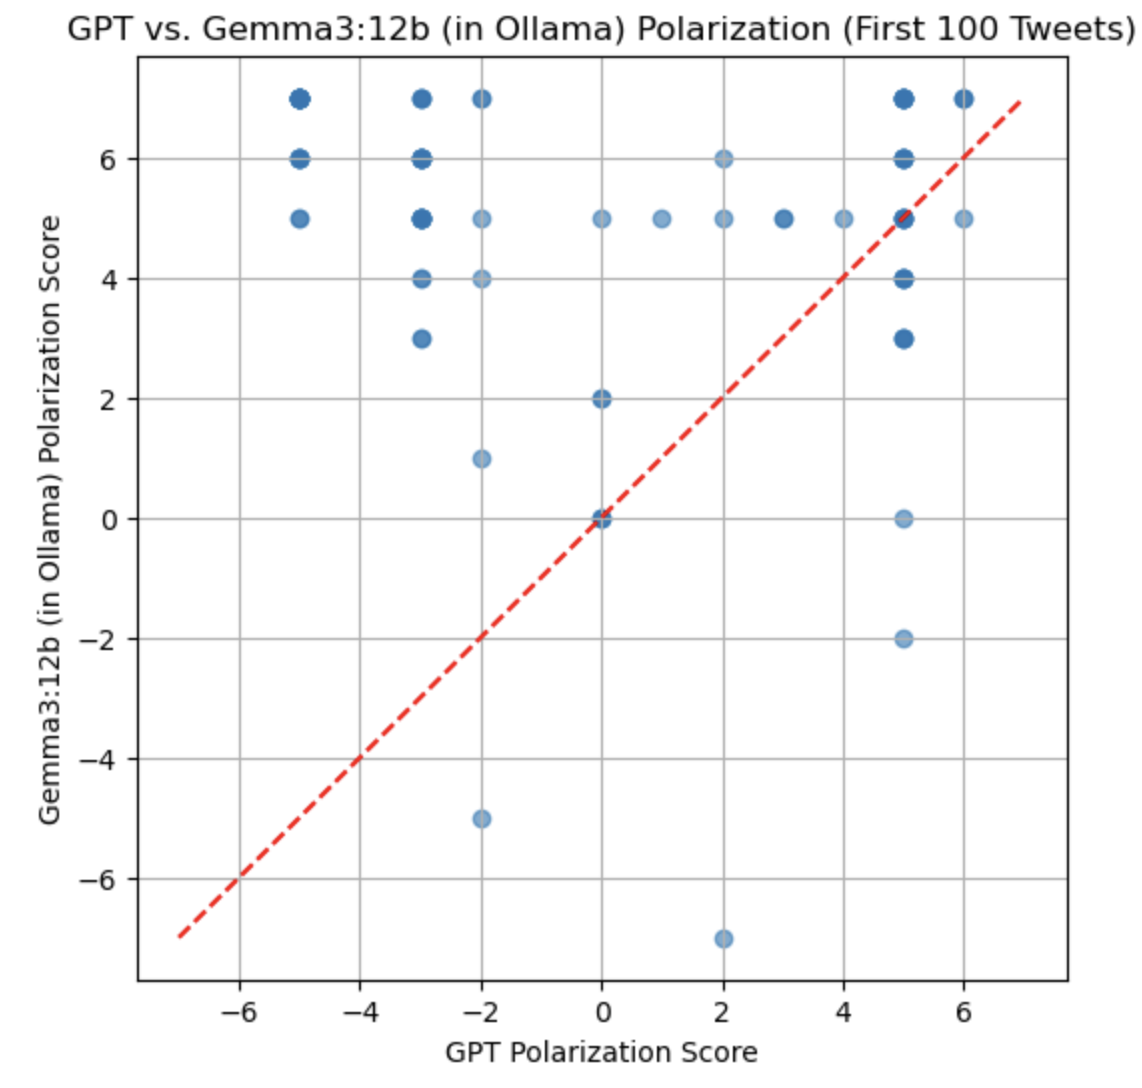 GPT vs. Gemma3:12b (in Ollama) Polarization (First 100 Tweets)
Gemma3:12b (in Ollama) Polarization Score
6
4
2
0
−2
−4
−6
−6 −4 −2 0 2 4 6
GPT Polarization Score